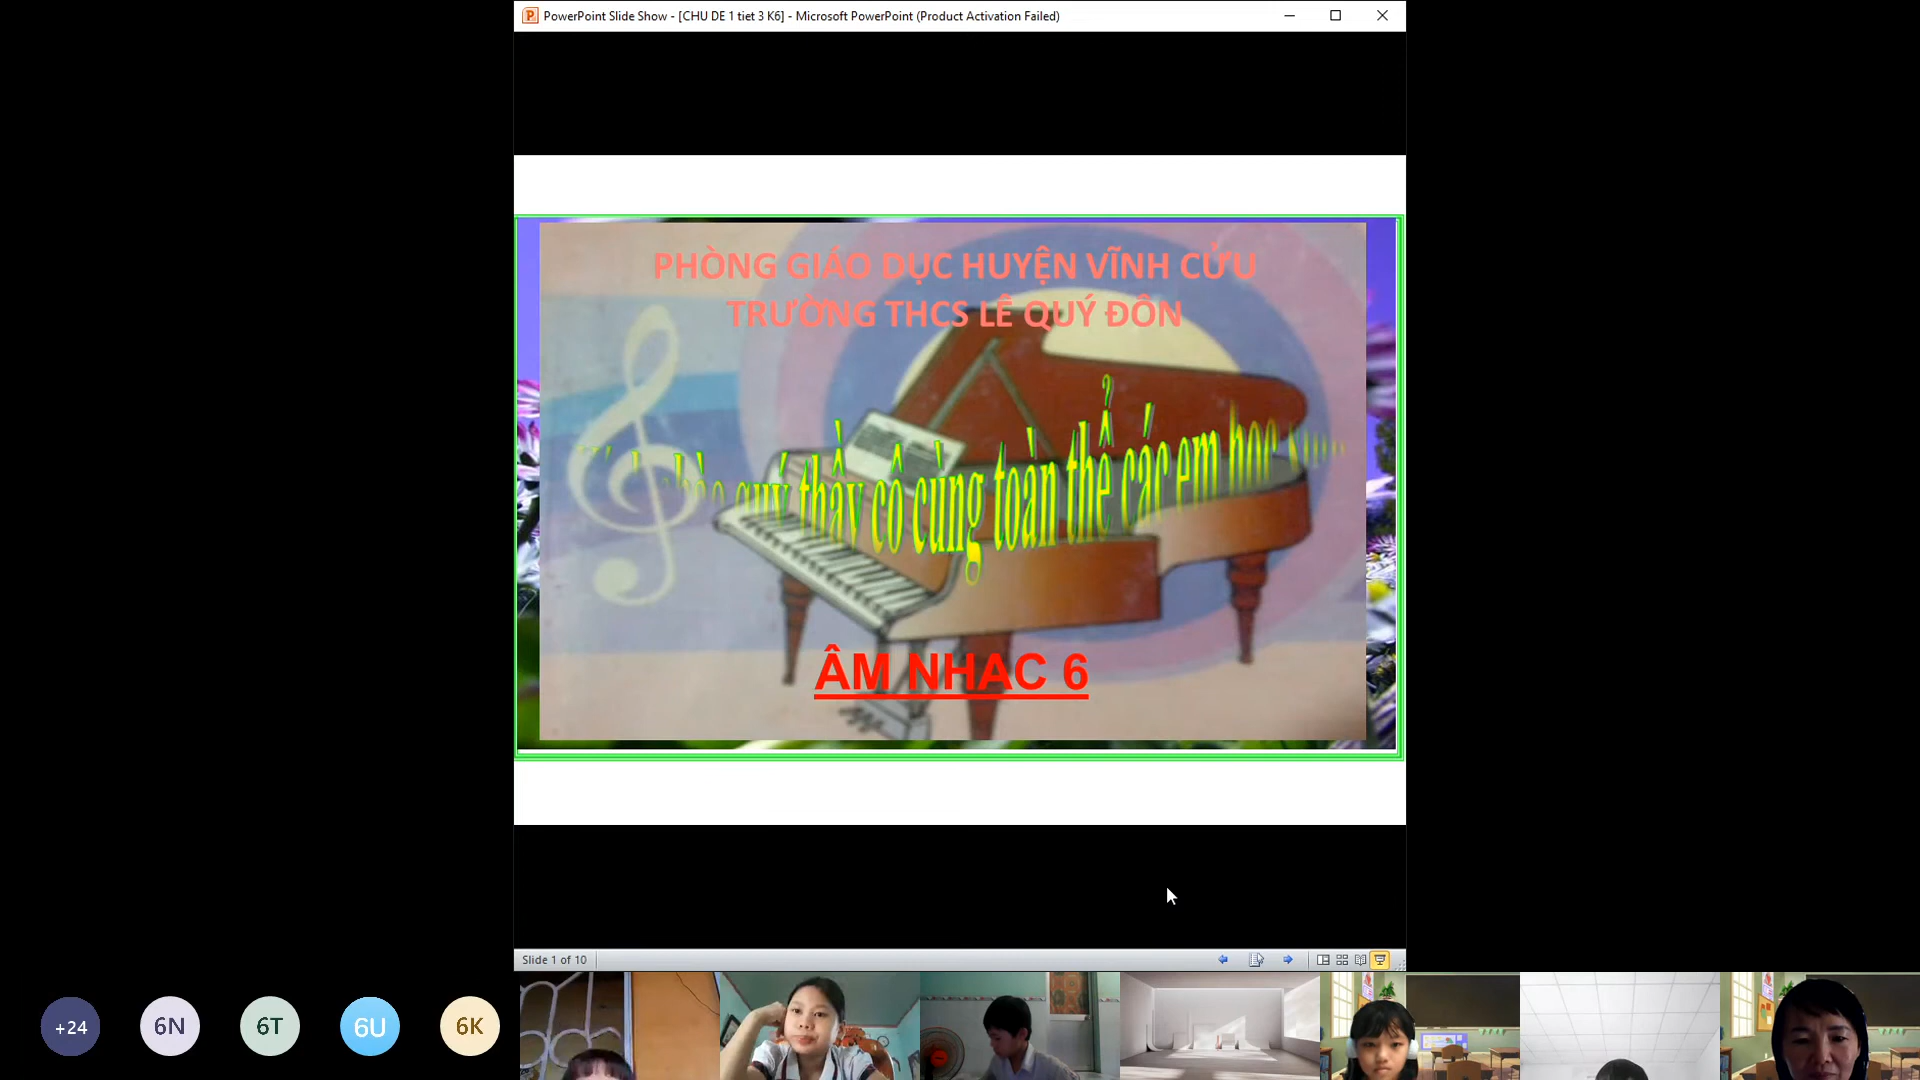 PowerPoint Slide Show - [CHU DE 1 tiet 3 K6] - Microsoft PowerPoint (Product Activation Failed)
PHÒNG GIÁO DỤC HUYỆN VĨNH CỬU
TRƯỜNG THCS LÊ QUÝ ĐÔN
quý thầy cô cùng toàn thể các em học
ÂM NHẠC 6
Slide 1 of 10
+24
6N
6T
6U
6K